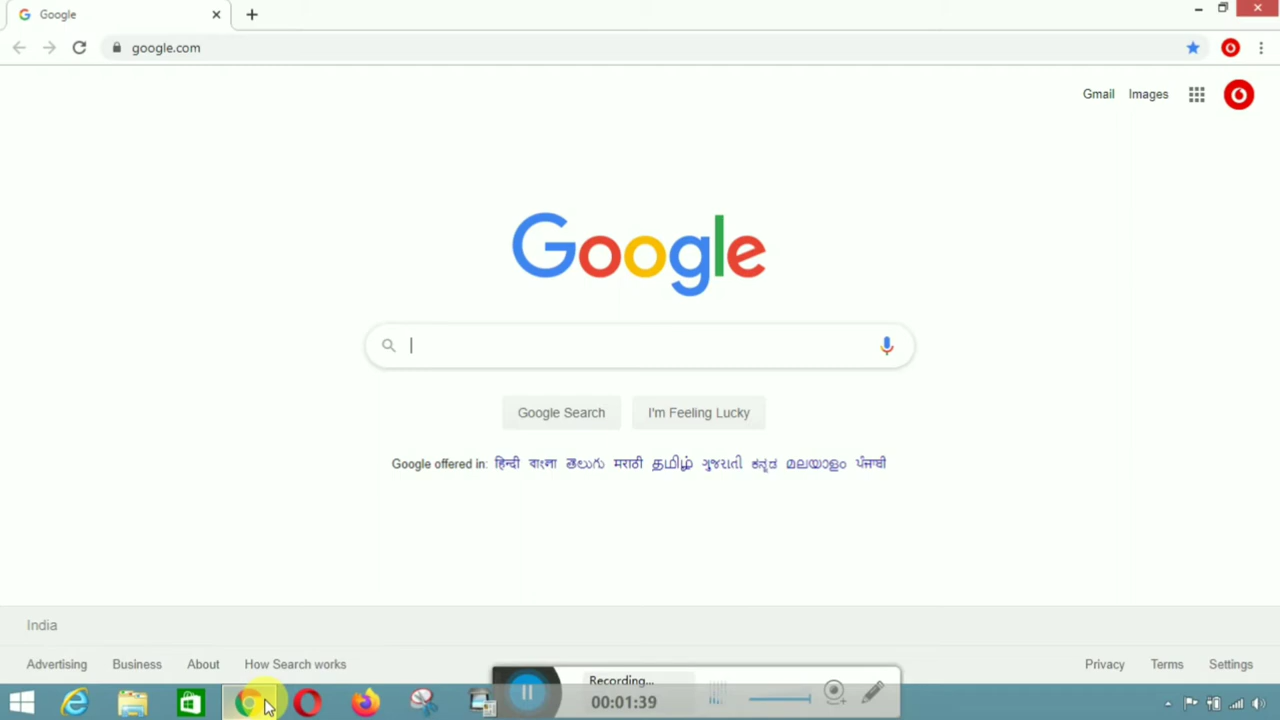 Google
google.com
Gmail Images
Google
Google Search I'm Feeling Lucky
Google offered in: हिन्दी বাংলা తెలుగు मराठी தமிழ் ગુજરાતી ಕನ್ನಡ മലയാളം ਪੰਜਾਬੀ
India
Advertising Business About How Search works Privacy Terms Settings
Recording...
00:01:39